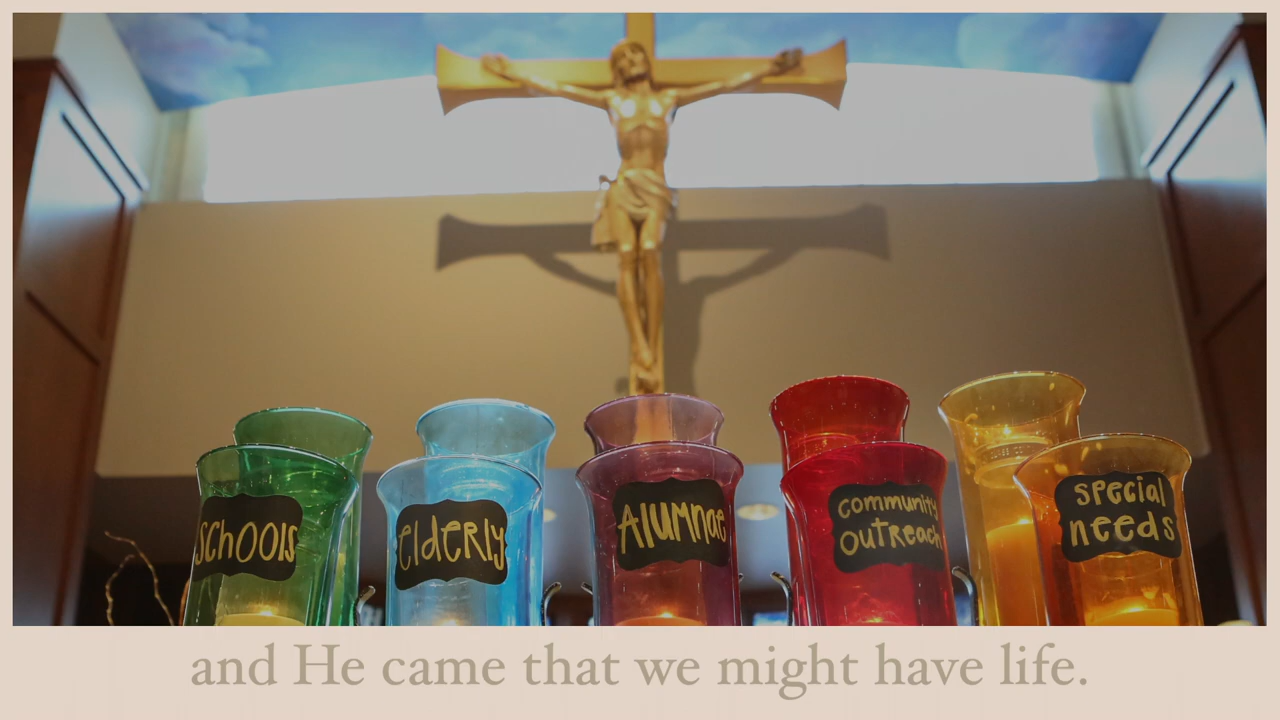 schools
elderly
Alumnae
community
outreach
special
needs
and He came that we might have life.